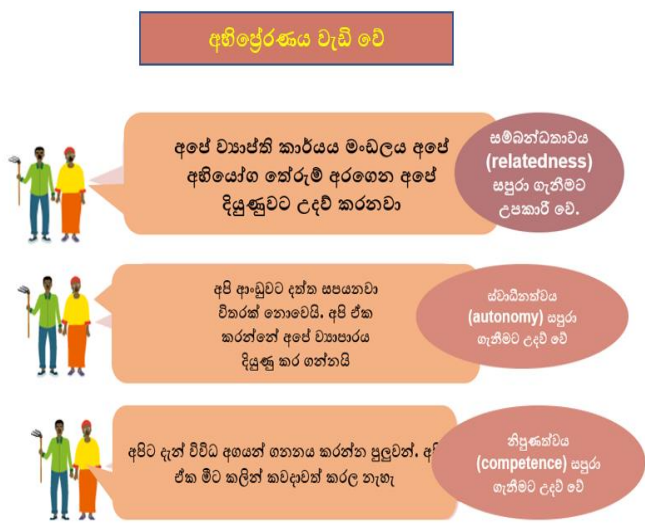 අභිප්‍රේරණය වැඩි වේ
අපේ ව්‍යාප්ති කාර්යය මංඩලය අපේ
අභියෝග තේරුම් අරගෙන අපේ
දියුණුවට උදව් කරනවා
සම්බන්ධතාවය
(relatedness)
සපුරා ගැනීමට
උපකාරී වේ.
අපි ආංඩුවට දත්ත සපයනවා
විතරක් නොවෙයි. අපි ඒක
කරන්නේ අපේ ව්‍යාපාරය
දියුණු කර ගන්නයි
ස්වාධීනත්වය
(autonomy) සපුරා
ගැනීමට උදව් වේ
අපිට දැන් විවිධ අගයන් ගනනය කරන්න පුලුවන්.
ඒක මීට කලින් කවදාවත් කරල නැහැ
නිපුණත්වය
(competence) සපුරා
ගැනීමට උදව් වේ